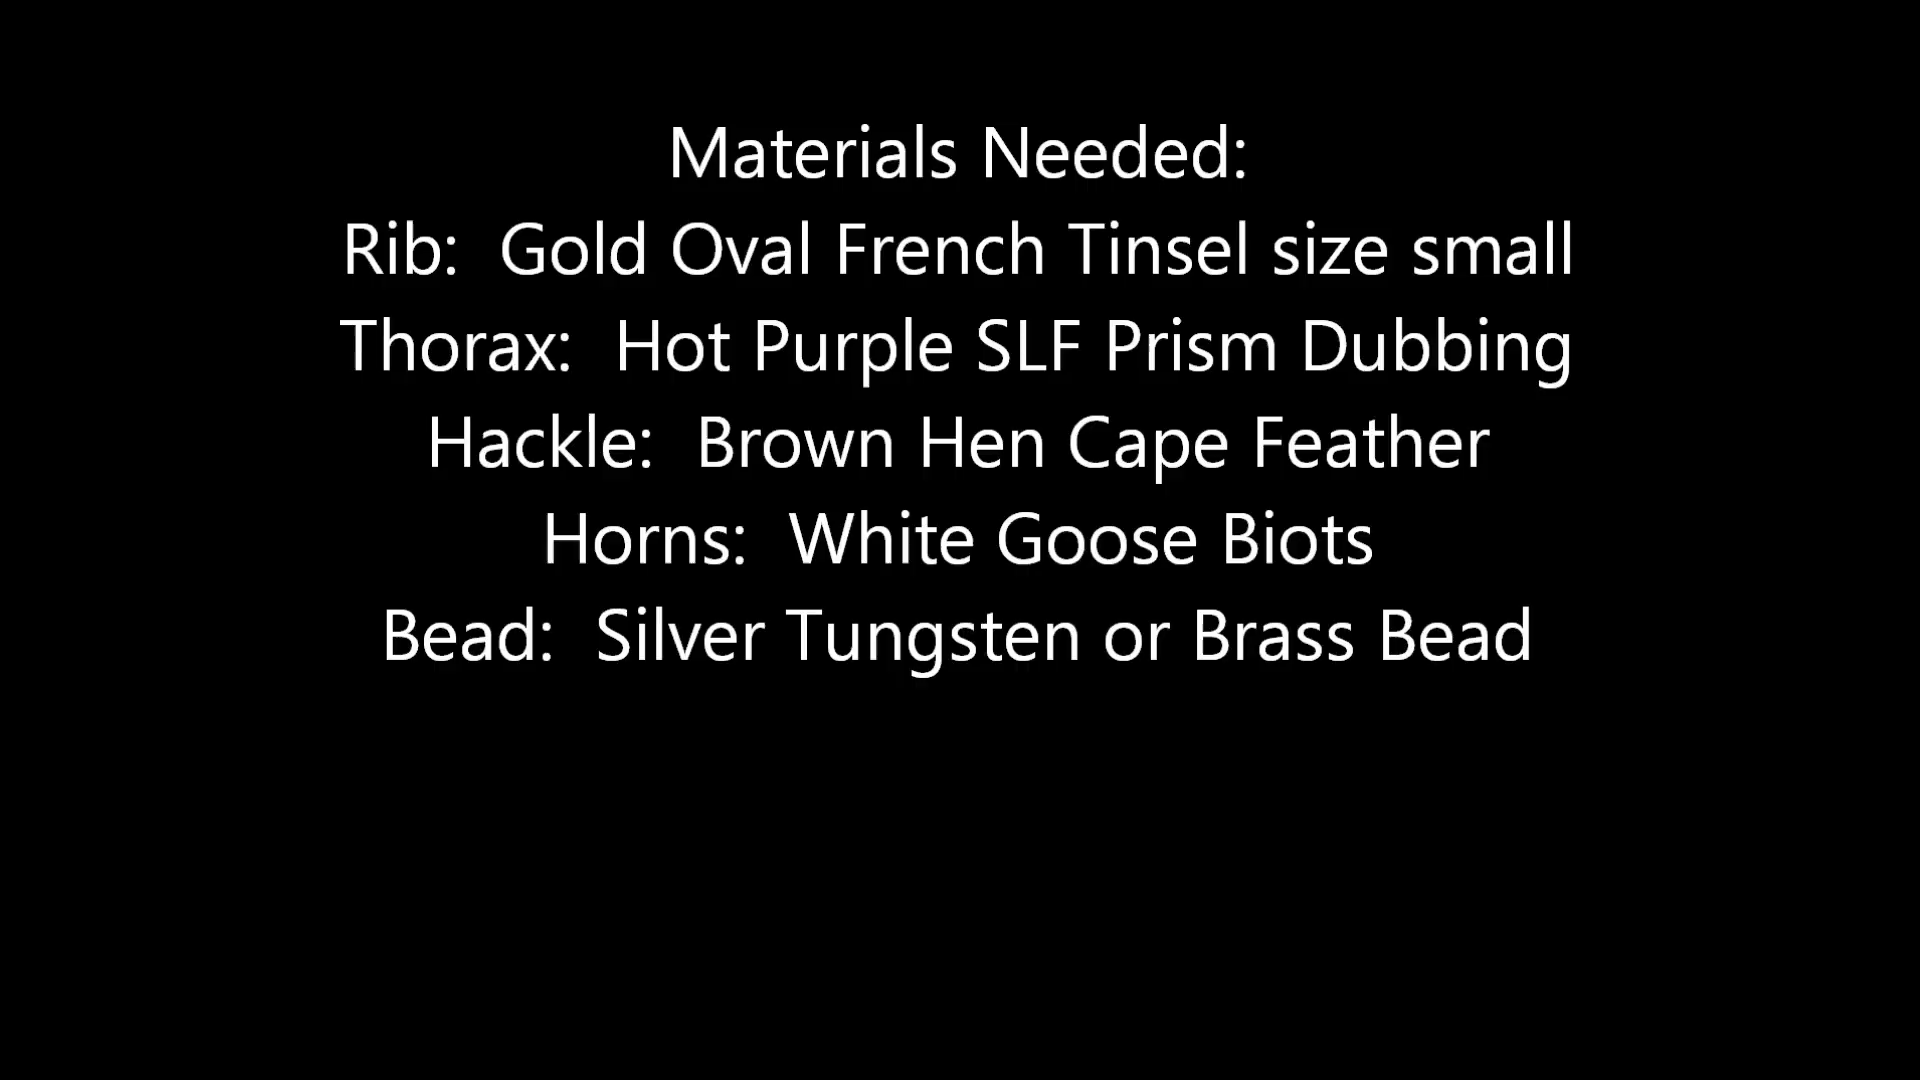 Materials Needed:
Rib:  Gold Oval French Tinsel size small
Thorax:  Hot Purple SLF Prism Dubbing
Hackle:  Brown Hen Cape Feather
Horns:  White Goose Biots
Bead:  Silver Tungsten or Brass Bead